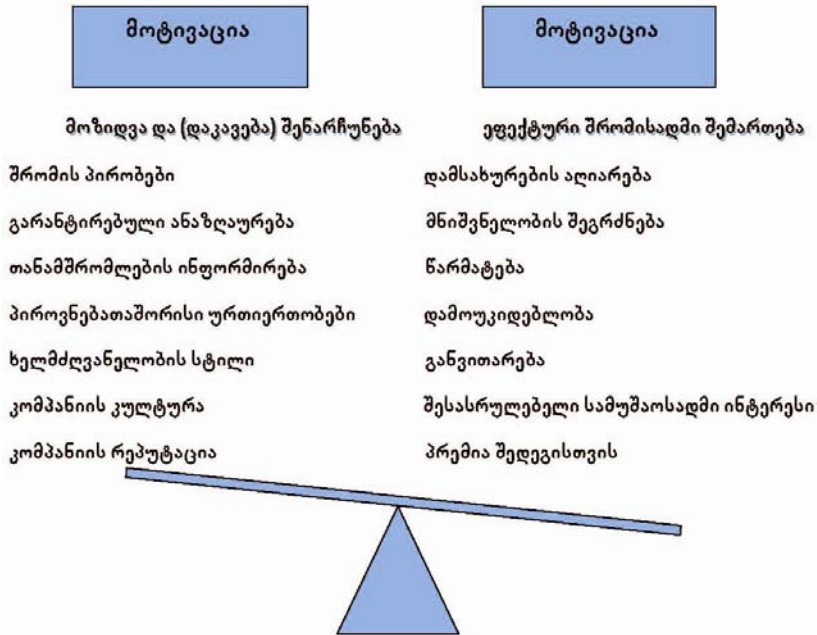 მოტივაცია
მოზიდვა და (დაკავება) შენარჩუნება
შრომის პირობები
გარანტირებული ანაზღაურება
თანამშრომლების ინფორმირება
პიროვნებათაშორისი ურთიერთობები
ხელმძღვანელობის სტილი
კომპანიის კულტურა
კომპანიის რეპუტაცია
მოტივაცია
ეფექტური შრომისადმი შემართება
დამსახურების აღიარება
მნიშვნელობის შეგრძნება
წარმატება
დამოუკიდებლობა
განვითარება
შესასრულებელი სამუშაოსადმი ინტერესი
პრემია შედეგისთვის